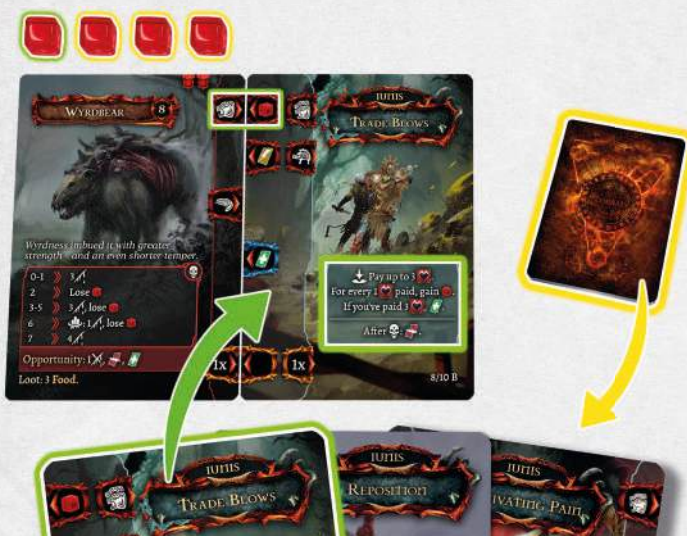 WYRDBEAR 8
Wyrdness imbued it with greater
strength - and an even shorter temper.
0-1 3
2 Lose
3-5 3, lose
6 : 1, lose
7 4
Opportunity: 1
Loot: 3 Food.
1x
IUNIS
TRADE BLOWS
Pay up to 3
For every 1 paid, gain .
If you've paid 3 :
After :
1x
8/10 B
IUNIS
TRADE BLOWS
IUNIS
REPOSITION
IUNIS
IVATING PAIN